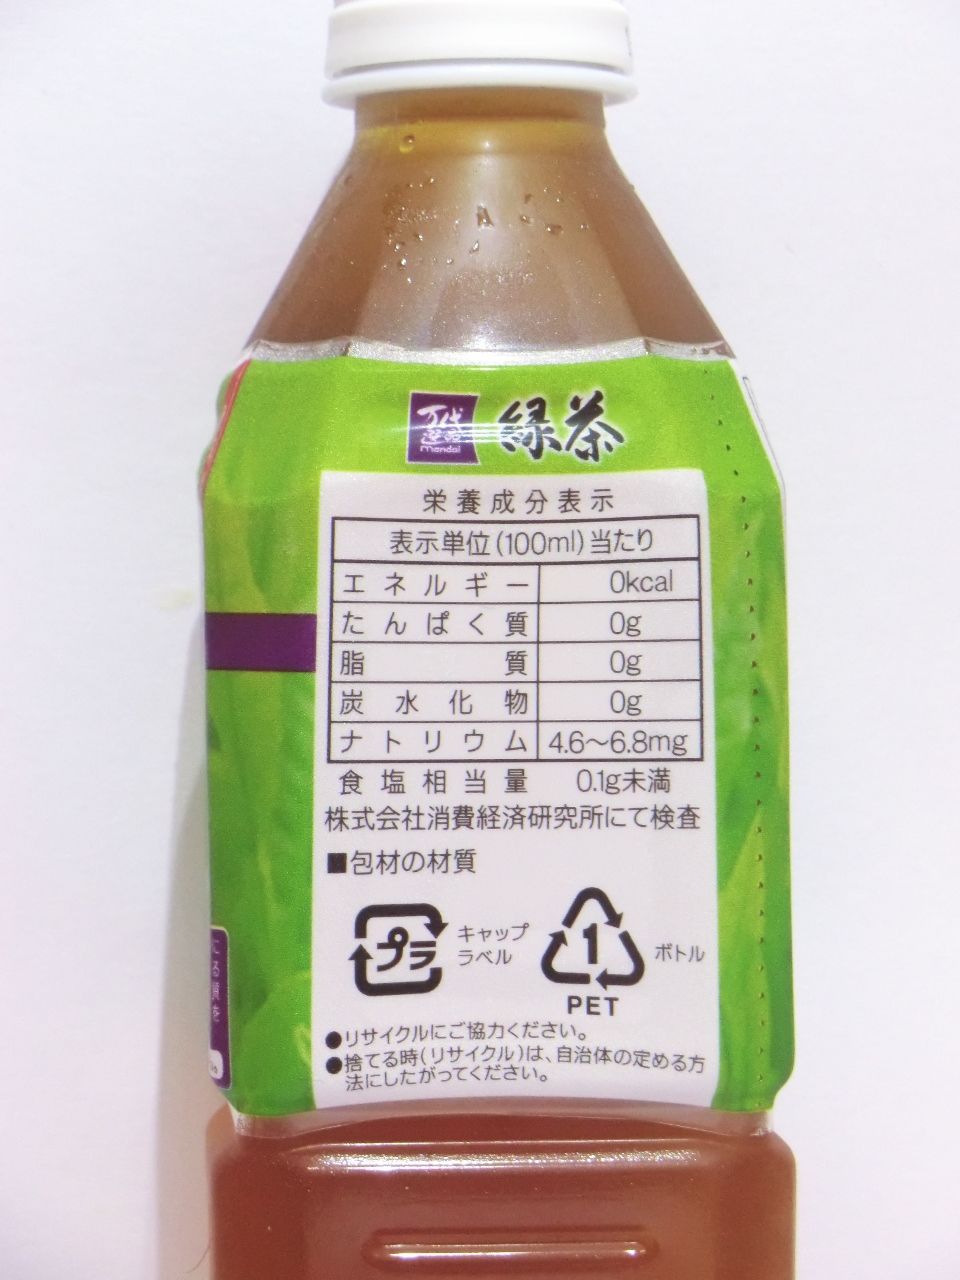 万代
選品
mandai
緑茶
栄養成分表示
表示単位(100ml)当たり
エネルギー 0kcal
たんぱく質 0g
脂質 0g
炭水化物 0g
ナトリウム 4.6〜6.8mg
食塩相当量 0.1g未満
株式会社消費経済研究所にて検査
■包材の材質
プラ
キャップ
ラベル
1
PET
ボトル
●リサイクルにご協力ください。
●捨てる時(リサイクル)は、自治体の定める方
法にしたがってください。